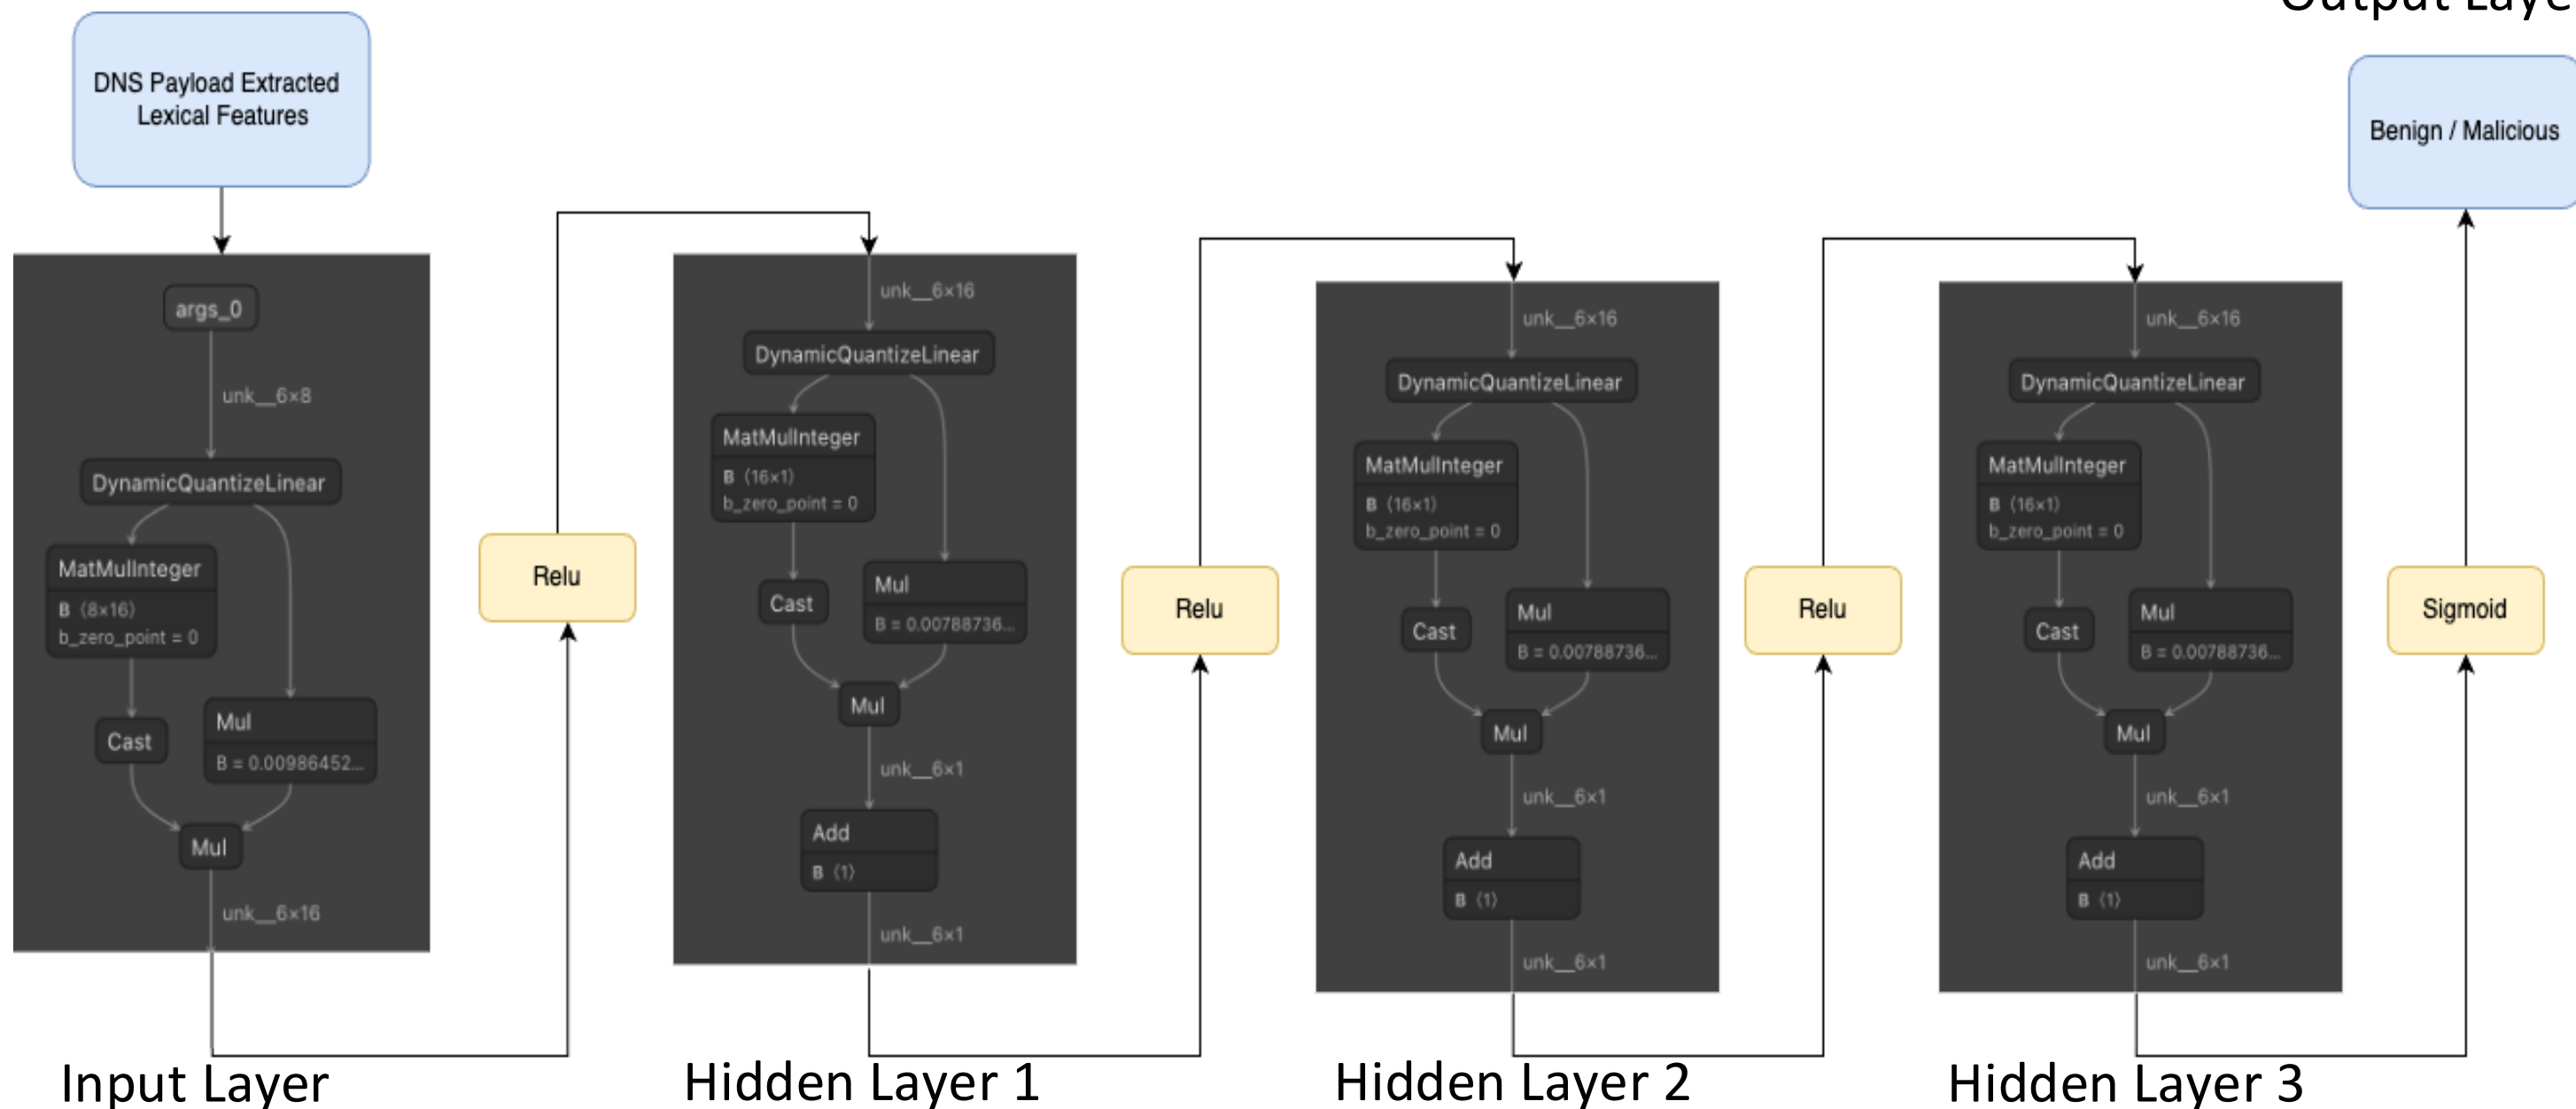 Output Laye
DNS Payload Extracted
Lexical Features
Benign / Malicious
args_0
unk__6×8
DynamicQuantizeLinear
MatMulInteger
B ⟨8×16⟩
b_zero_point = 0
Cast
Mul
B = 0.00986452...
Mul
unk__6×16
Input Layer
Relu
unk__6×16
DynamicQuantizeLinear
MatMulInteger
B ⟨16×1⟩
b_zero_point = 0
Cast
Mul
B = 0.00788736...
Mul
unk__6×1
Add
B ⟨1⟩
unk__6×1
Hidden Layer 1
Relu
unk__6×16
DynamicQuantizeLinear
MatMulInteger
B ⟨16×1⟩
b_zero_point = 0
Cast
Mul
B = 0.00788736...
Mul
unk__6×1
Add
B ⟨1⟩
unk__6×1
Hidden Layer 2
Relu
unk__6×16
DynamicQuantizeLinear
MatMulInteger
B ⟨16×1⟩
b_zero_point = 0
Cast
Mul
B = 0.00788736...
Mul
unk__6×1
Add
B ⟨1⟩
unk__6×1
Hidden Layer 3
Sigmoid